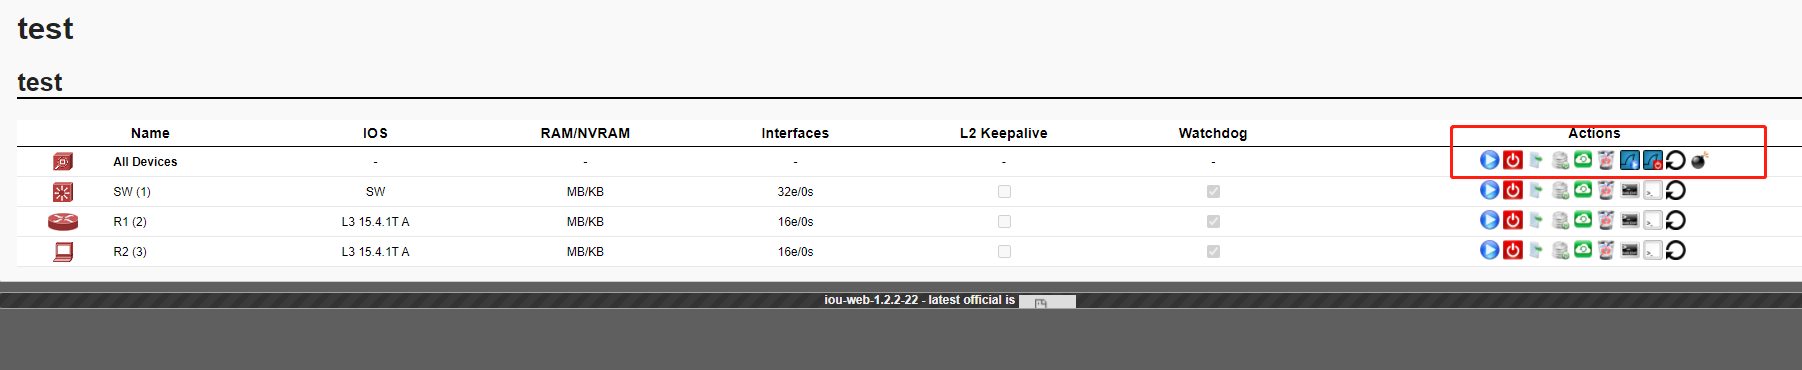 test
test
Name IOS RAM/NVRAM Interfaces L2 Keepalive Watchdog Actions
All Devices - - - - -
SW (1) SW MB/KB 32e/0s
R1 (2) L3 15.4.1T A MB/KB 16e/0s
R2 (3) L3 15.4.1T A MB/KB 16e/0s
iou-web-1.2.2-22 - latest official is